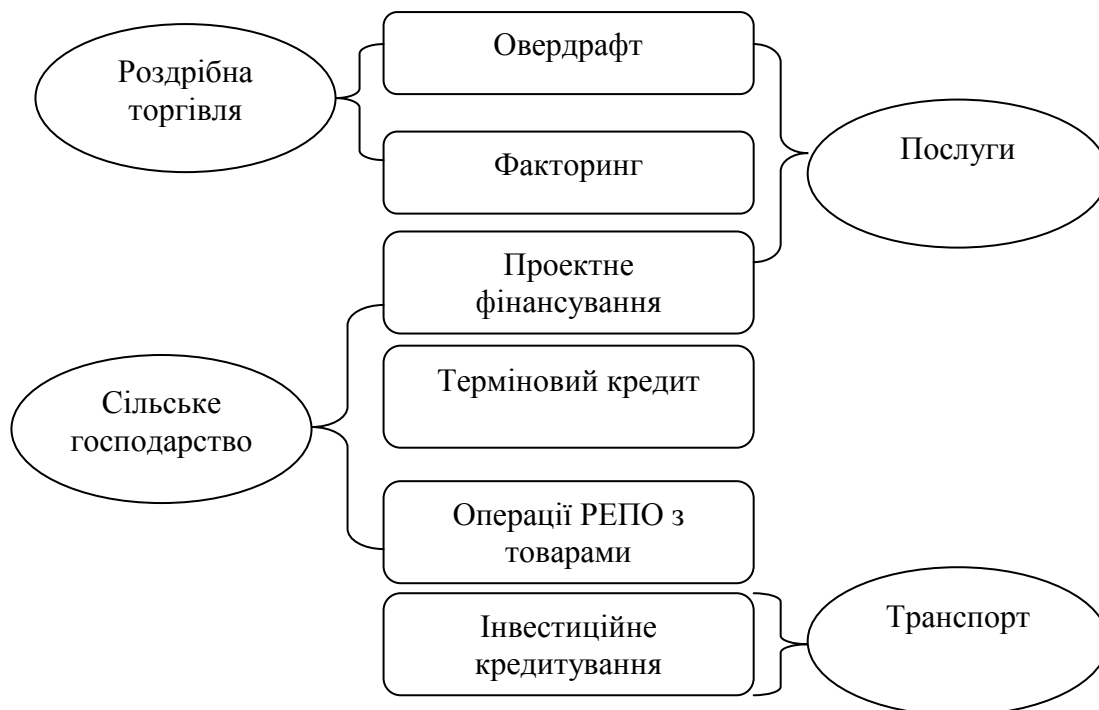 Роздрібна
торгівля
Овердрафт
Факторинг
Послуги
Проектне
фінансування
Сільське
господарство
Терміновий кредит
Операції РЕПО з
товарами
Інвестиційне
кредитування
Транспорт